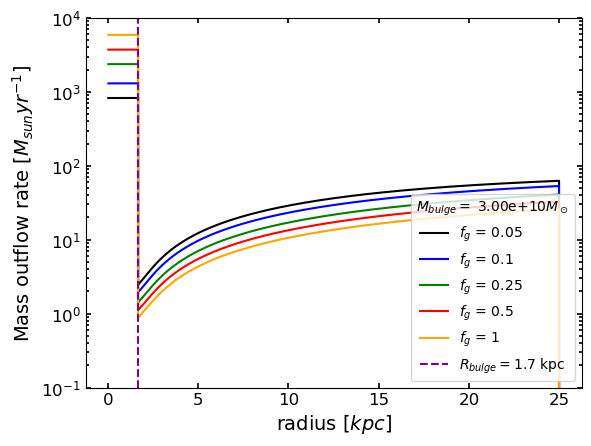 Mass outflow rate [M_sun yr^−1]
10^4
10^3
10^2
10^1
10^0
10^−1
M_bulge = 3.00e+10M_⊙
f_g = 0.05
f_g = 0.1
f_g = 0.25
f_g = 0.5
f_g = 1
R_bulge = 1.7 kpc
0 5 10 15 20 25
radius [kpc]